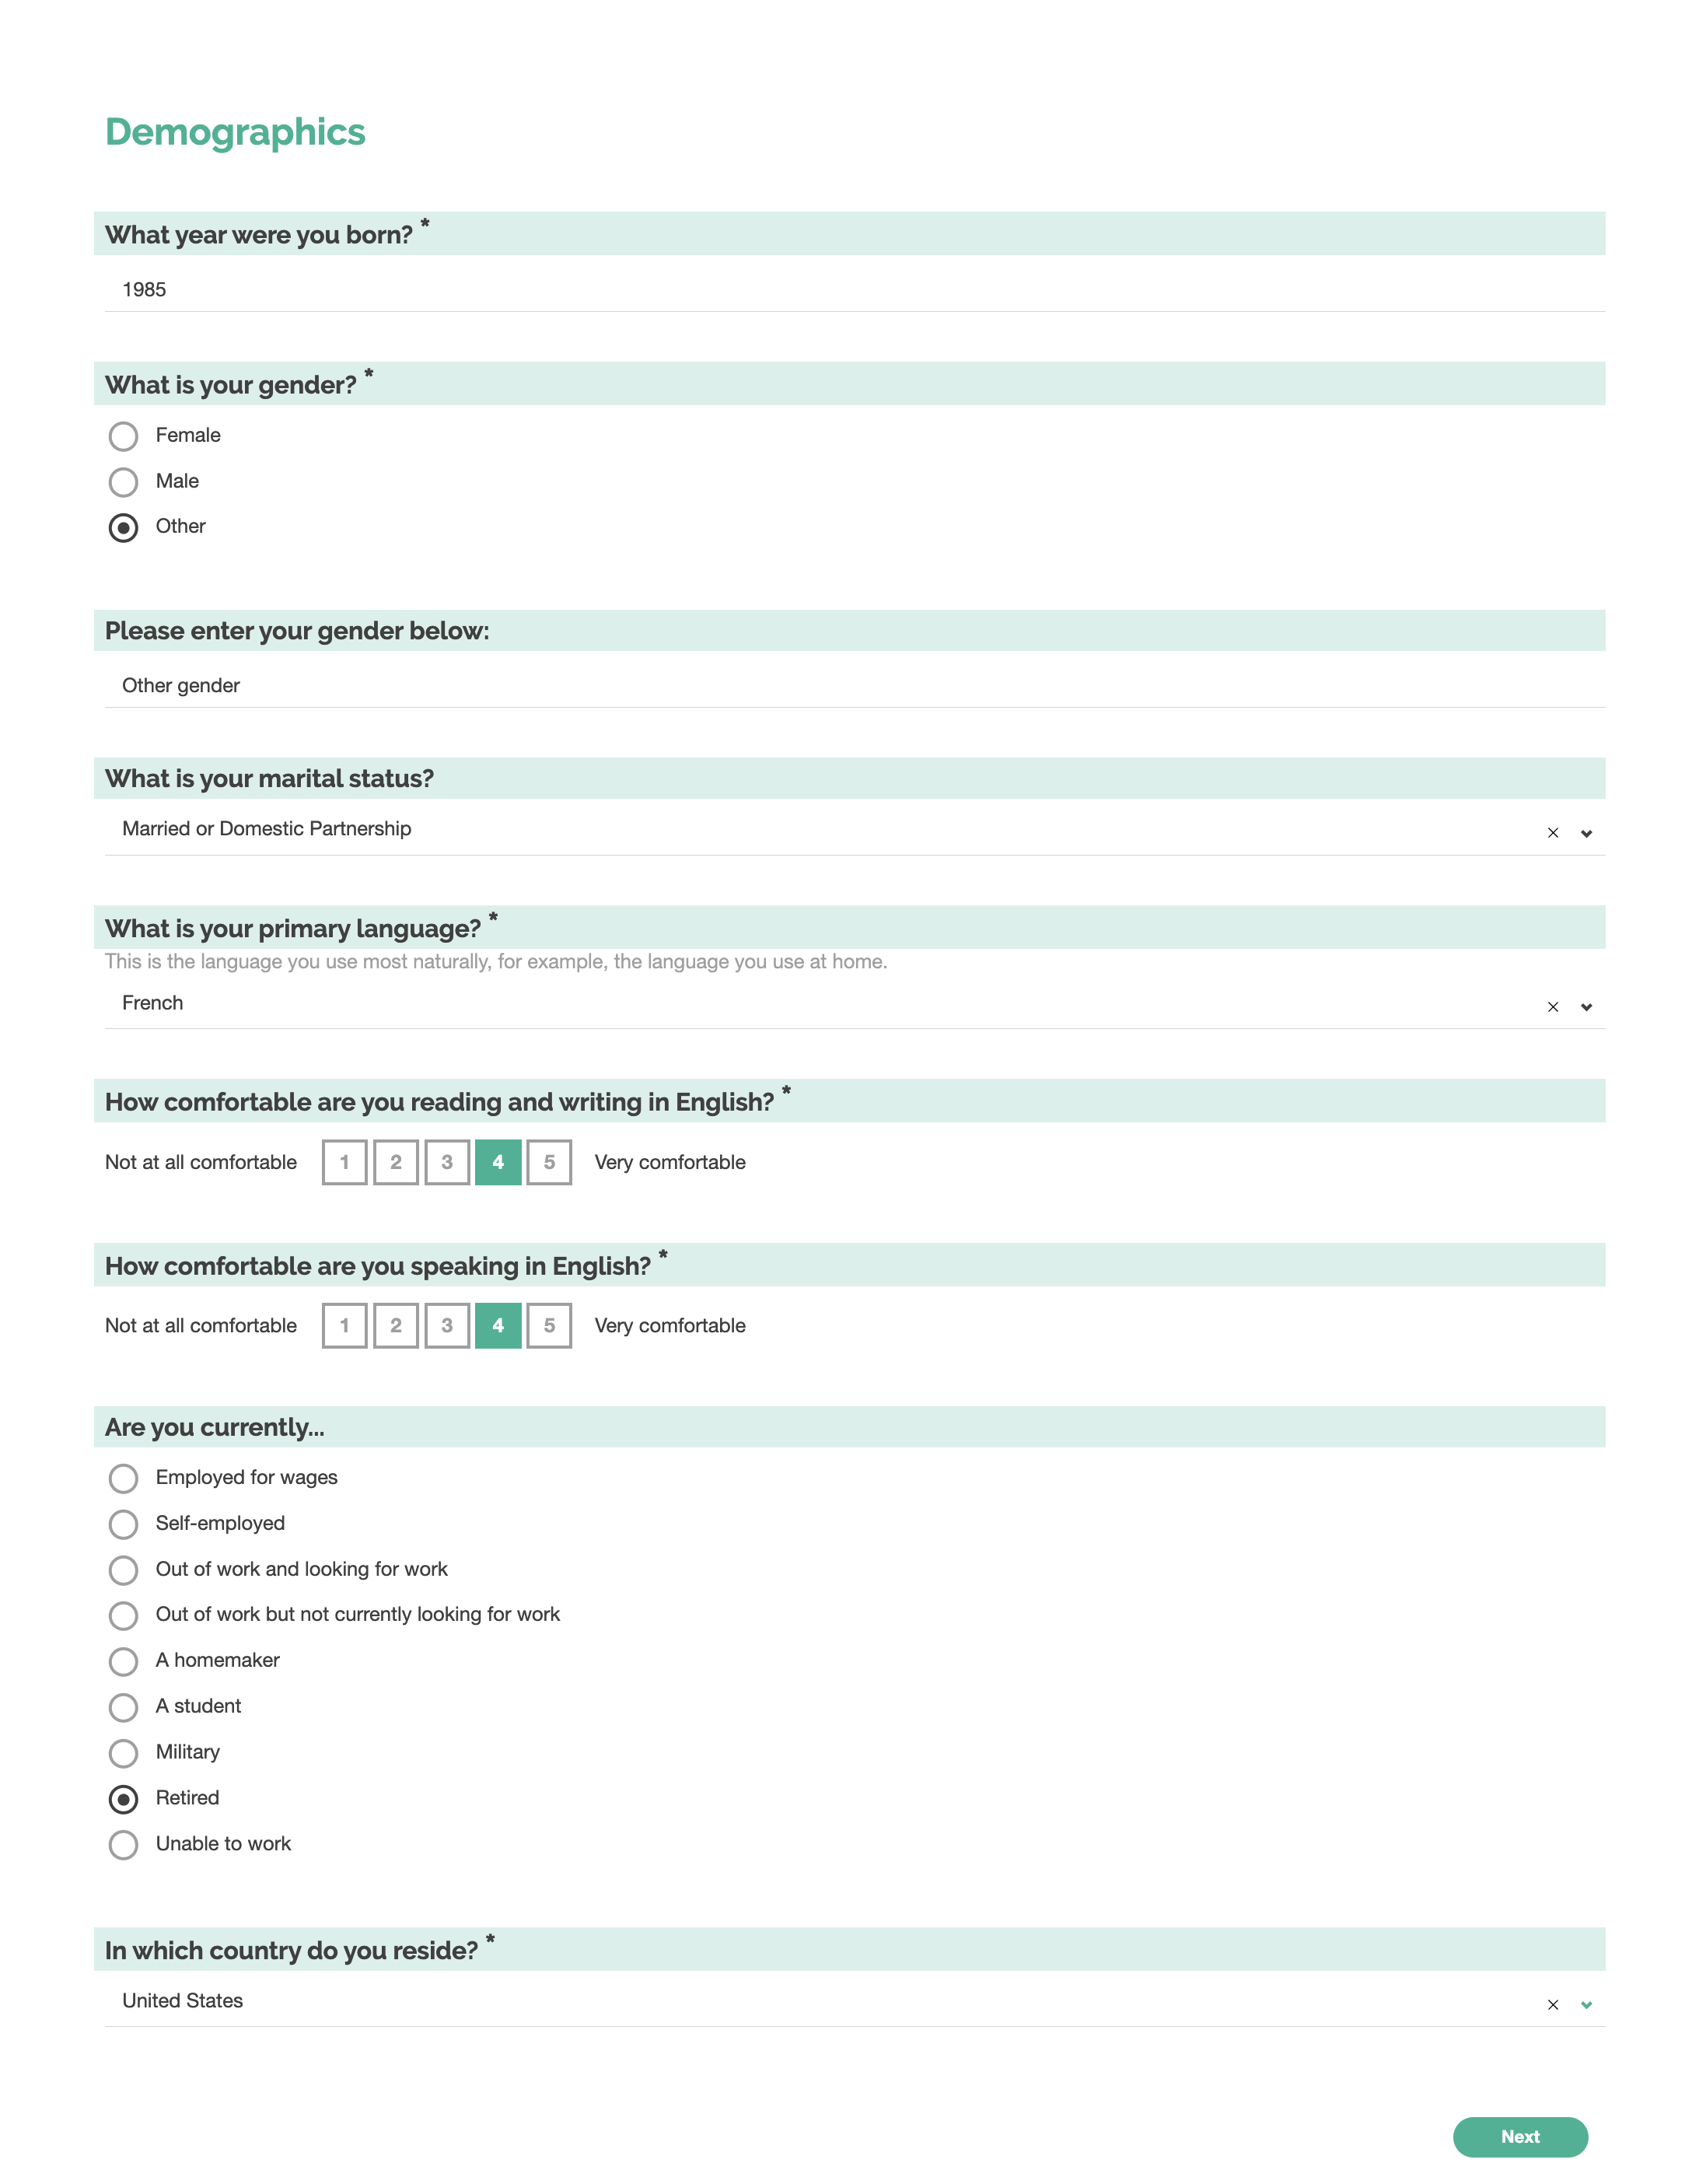 Demographics
What year were you born? *
1985
What is your gender? *
Female
Male
Other
Please enter your gender below:
Other gender
What is your marital status?
Married or Domestic Partnership
What is your primary language? *
This is the language you use most naturally, for example, the language you use at home.
French
How comfortable are you reading and writing in English? *
Not at all comfortable 1 2 3 4 5 Very comfortable
How comfortable are you speaking in English? *
Not at all comfortable 1 2 3 4 5 Very comfortable
Are you currently...
Employed for wages
Self-employed
Out of work and looking for work
Out of work but not currently looking for work
A homemaker
A student
Military
Retired
Unable to work
In which country do you reside? *
United States
Next